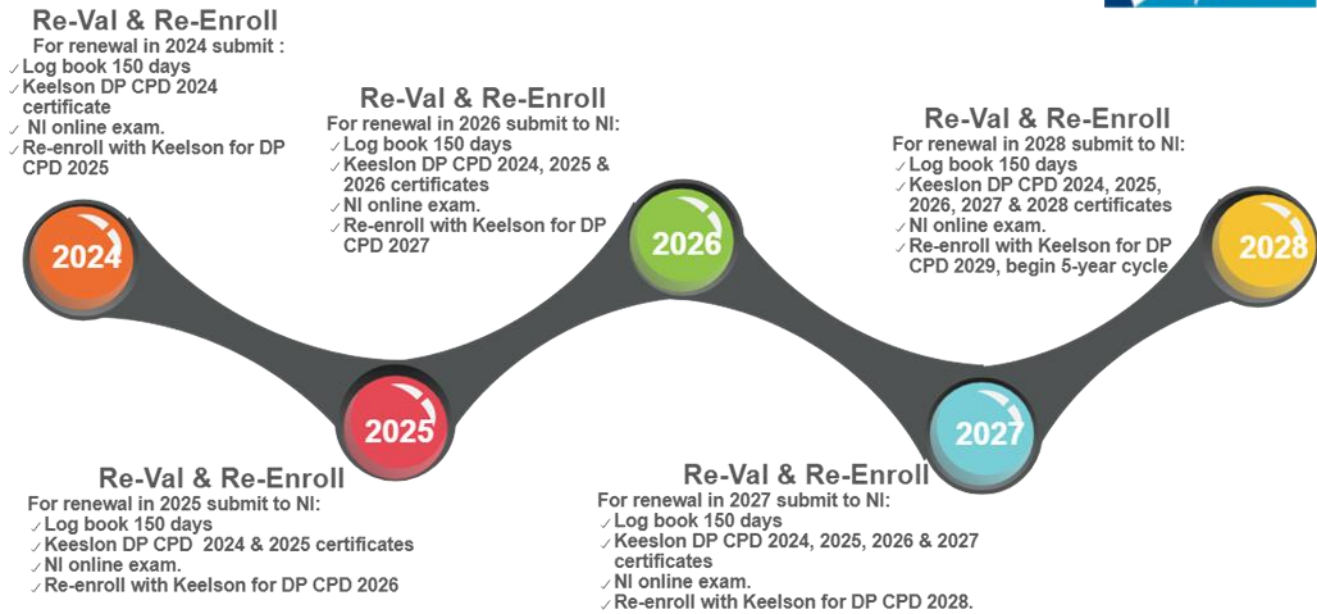 Re-Val & Re-Enroll
For renewal in 2024 submit :
✓ Log book 150 days
✓ Keelson DP CPD 2024
certificate
✓ NI online exam.
✓ Re-enroll with Keelson for DP
CPD 2025
Re-Val & Re-Enroll
For renewal in 2026 submit to NI:
✓ Log book 150 days
✓ Keeslon DP CPD 2024, 2025 &
2026 certificates
✓ NI online exam.
✓ Re-enroll with Keelson for DP
CPD 2027
Re-Val & Re-Enroll
For renewal in 2028 submit to NI:
✓ Log book 150 days
✓ Keeslon DP CPD 2024, 2025,
2026, 2027 & 2028 certificates
✓ NI online exam.
✓ Re-enroll with Keelson for DP
CPD 2029, begin 5-year cycle
2024
2026
2028
2025
2027
Re-Val & Re-Enroll
For renewal in 2025 submit to NI:
✓ Log book 150 days
✓ Keeslon DP CPD 2024 & 2025 certificates
✓ NI online exam.
✓ Re-enroll with Keelson for DP CPD 2026
Re-Val & Re-Enroll
For renewal in 2027 submit to NI:
✓ Log book 150 days
✓ Keeslon DP CPD 2024, 2025, 2026 & 2027
certificates
✓ NI online exam.
✓ Re-enroll with Keelson for DP CPD 2028.